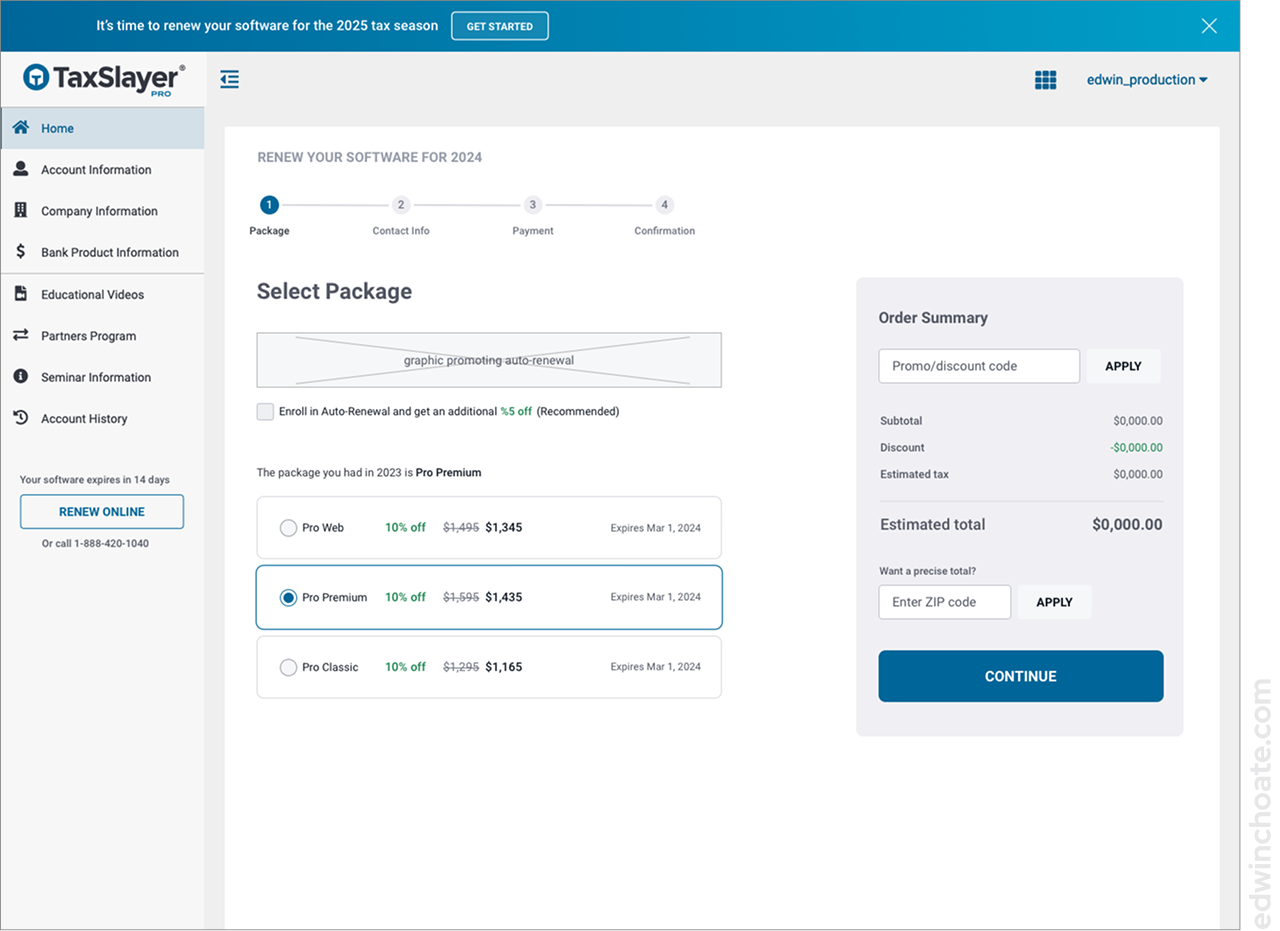 It's time to renew your software for the 2025 tax season GET STARTED
TaxSlayer®
PRO
edwin_production
Home
Account Information
Company Information
Bank Product Information
Educational Videos
Partners Program
Seminar Information
Account History
Your software expires in 14 days
RENEW ONLINE
Or call 1-888-420-1040
RENEW YOUR SOFTWARE FOR 2024
1 2 3 4
Package Contact Info Payment Confirmation
Select Package
graphic promoting auto-renewal
Enroll in Auto-Renewal and get an additional %5 off (Recommended)
The package you had in 2023 is Pro Premium
Pro Web 10% off $1,495 $1,345 Expires Mar 1, 2024
Pro Premium 10% off $1,595 $1,435 Expires Mar 1, 2024
Pro Classic 10% off $1,295 $1,165 Expires Mar 1, 2024
Order Summary
Promo/discount code APPLY
Subtotal $0,000.00
Discount -$0,000.00
Estimated tax $0,000.00
Estimated total $0,000.00
Want a precise total?
Enter ZIP code APPLY
CONTINUE
edwinchoate.com